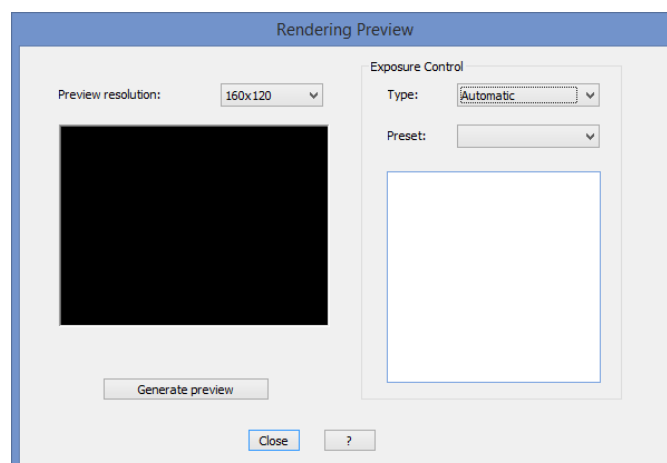 Rendering Preview
Exposure Control
Preview resolution:
160x120
Type:
Automatic
Preset:
Generate preview
Close
?